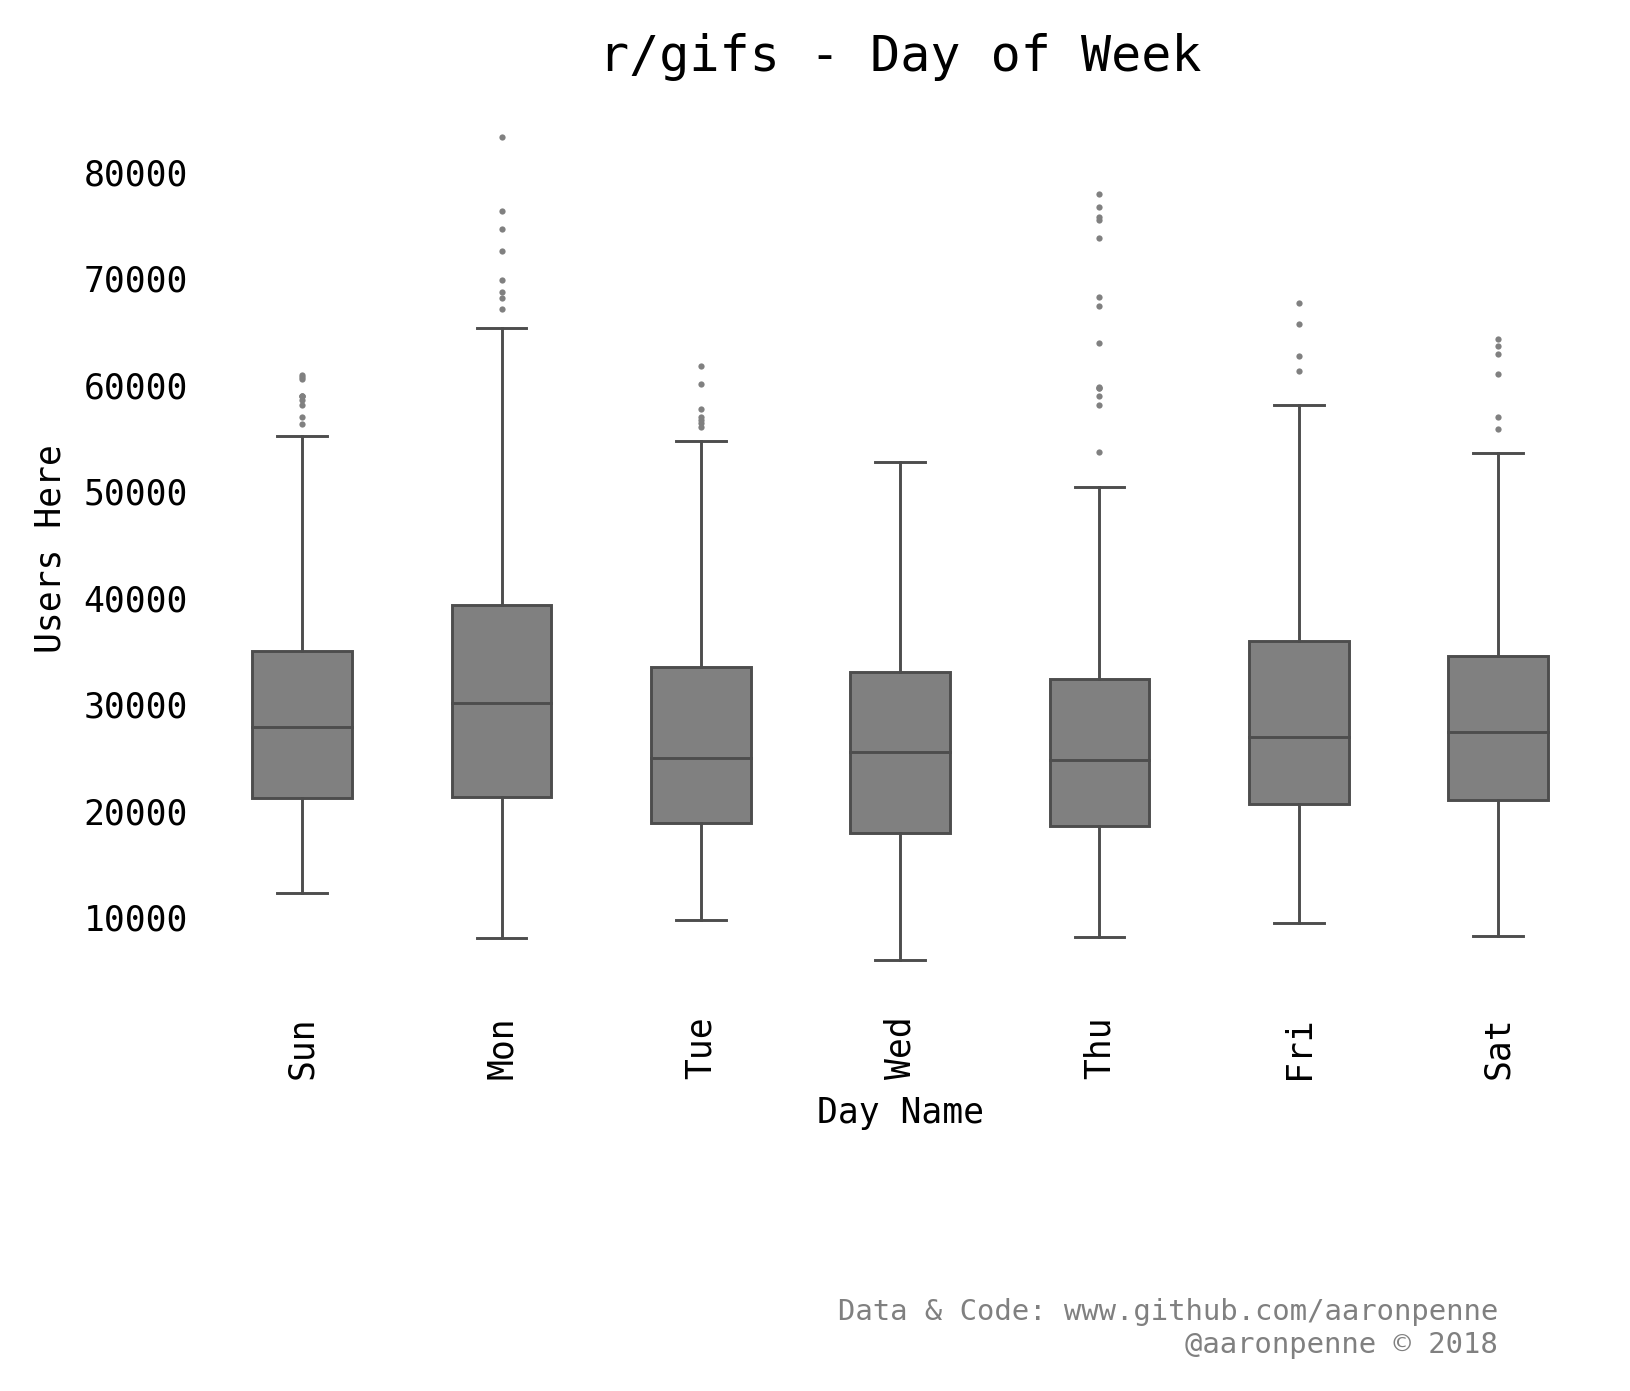 r/gifs - Day of Week
80000
70000
60000
50000
40000
30000
20000
10000
Users Here
Sun
Mon
Tue
Wed
Thu
Fri
Sat
Day Name
Data & Code: www.github.com/aaronpenne
@aaronpenne © 2018